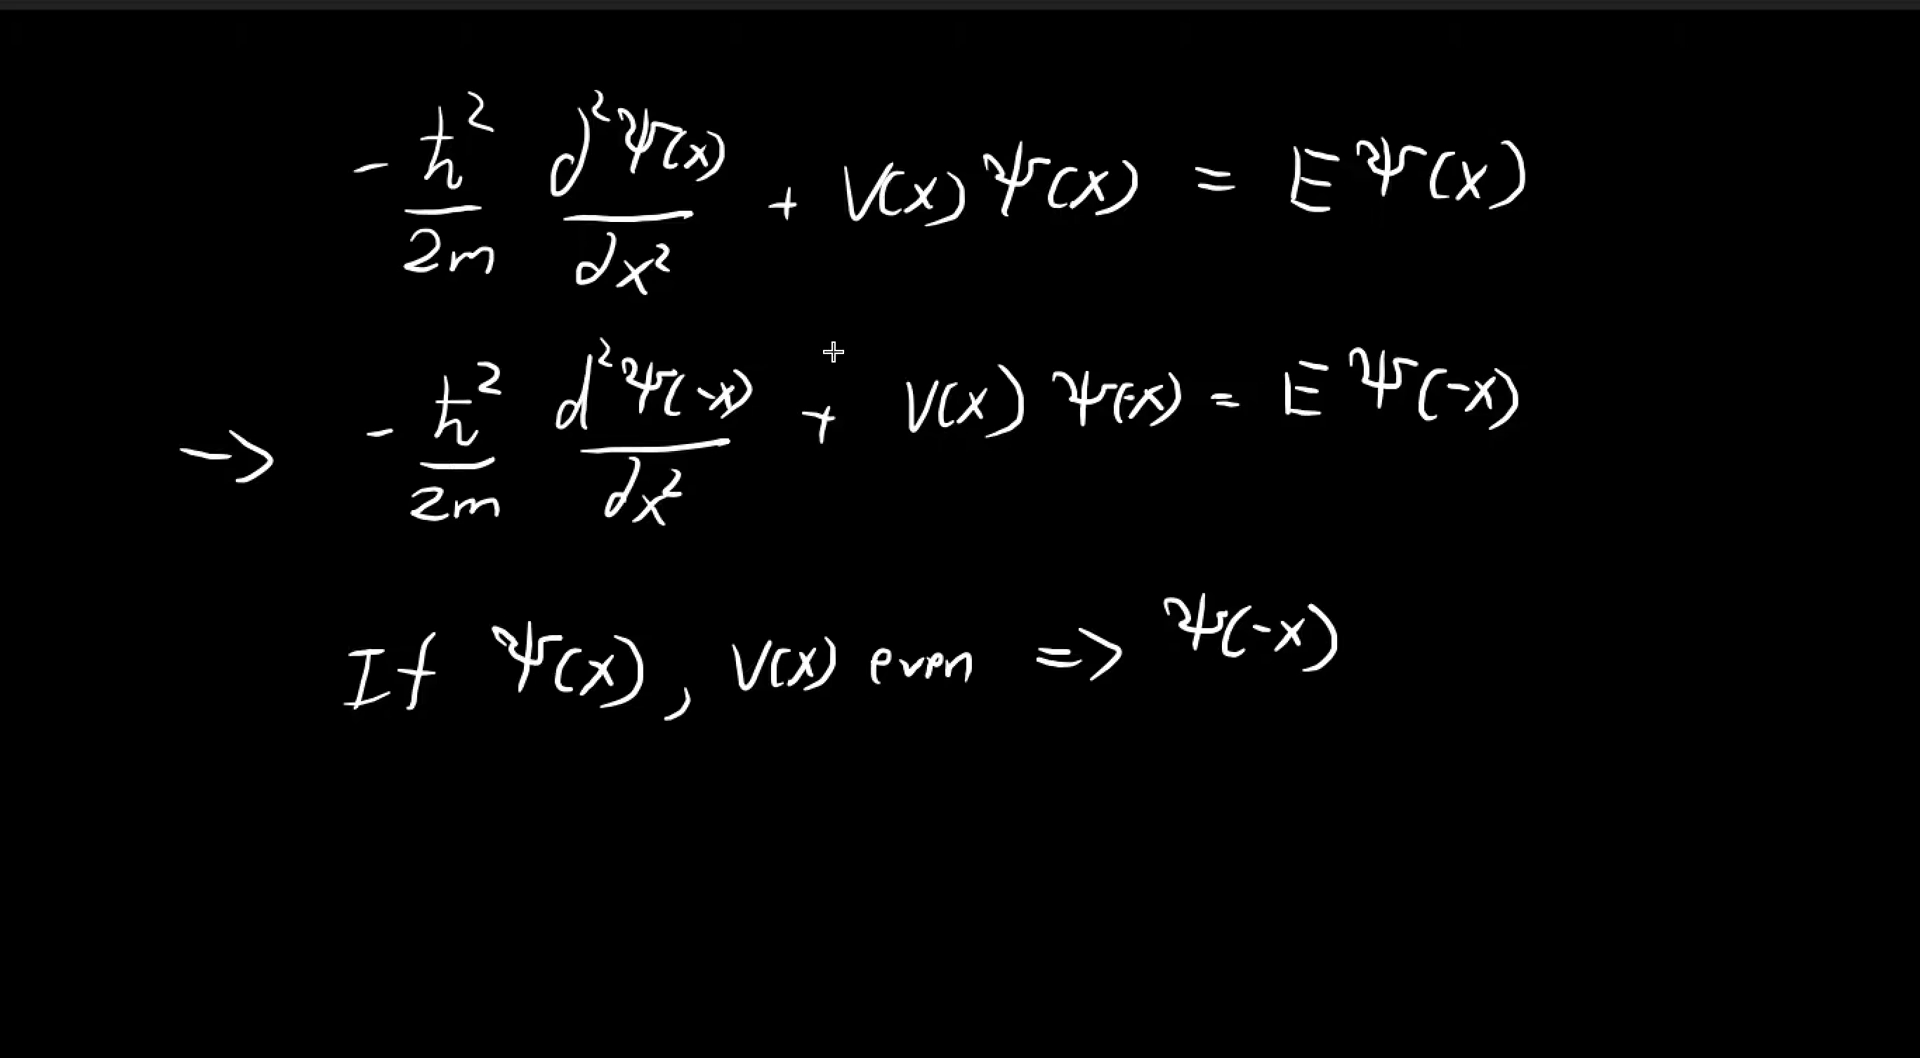 -ħ²/2m d²Ψ(x)/dx² + V(x) Ψ(x) = E Ψ(x)
-> -ħ²/2m d²Ψ(-x)/dx² + V(x) Ψ(-x) = E Ψ(-x)
If Ψ(x), V(x) even => Ψ(-x)